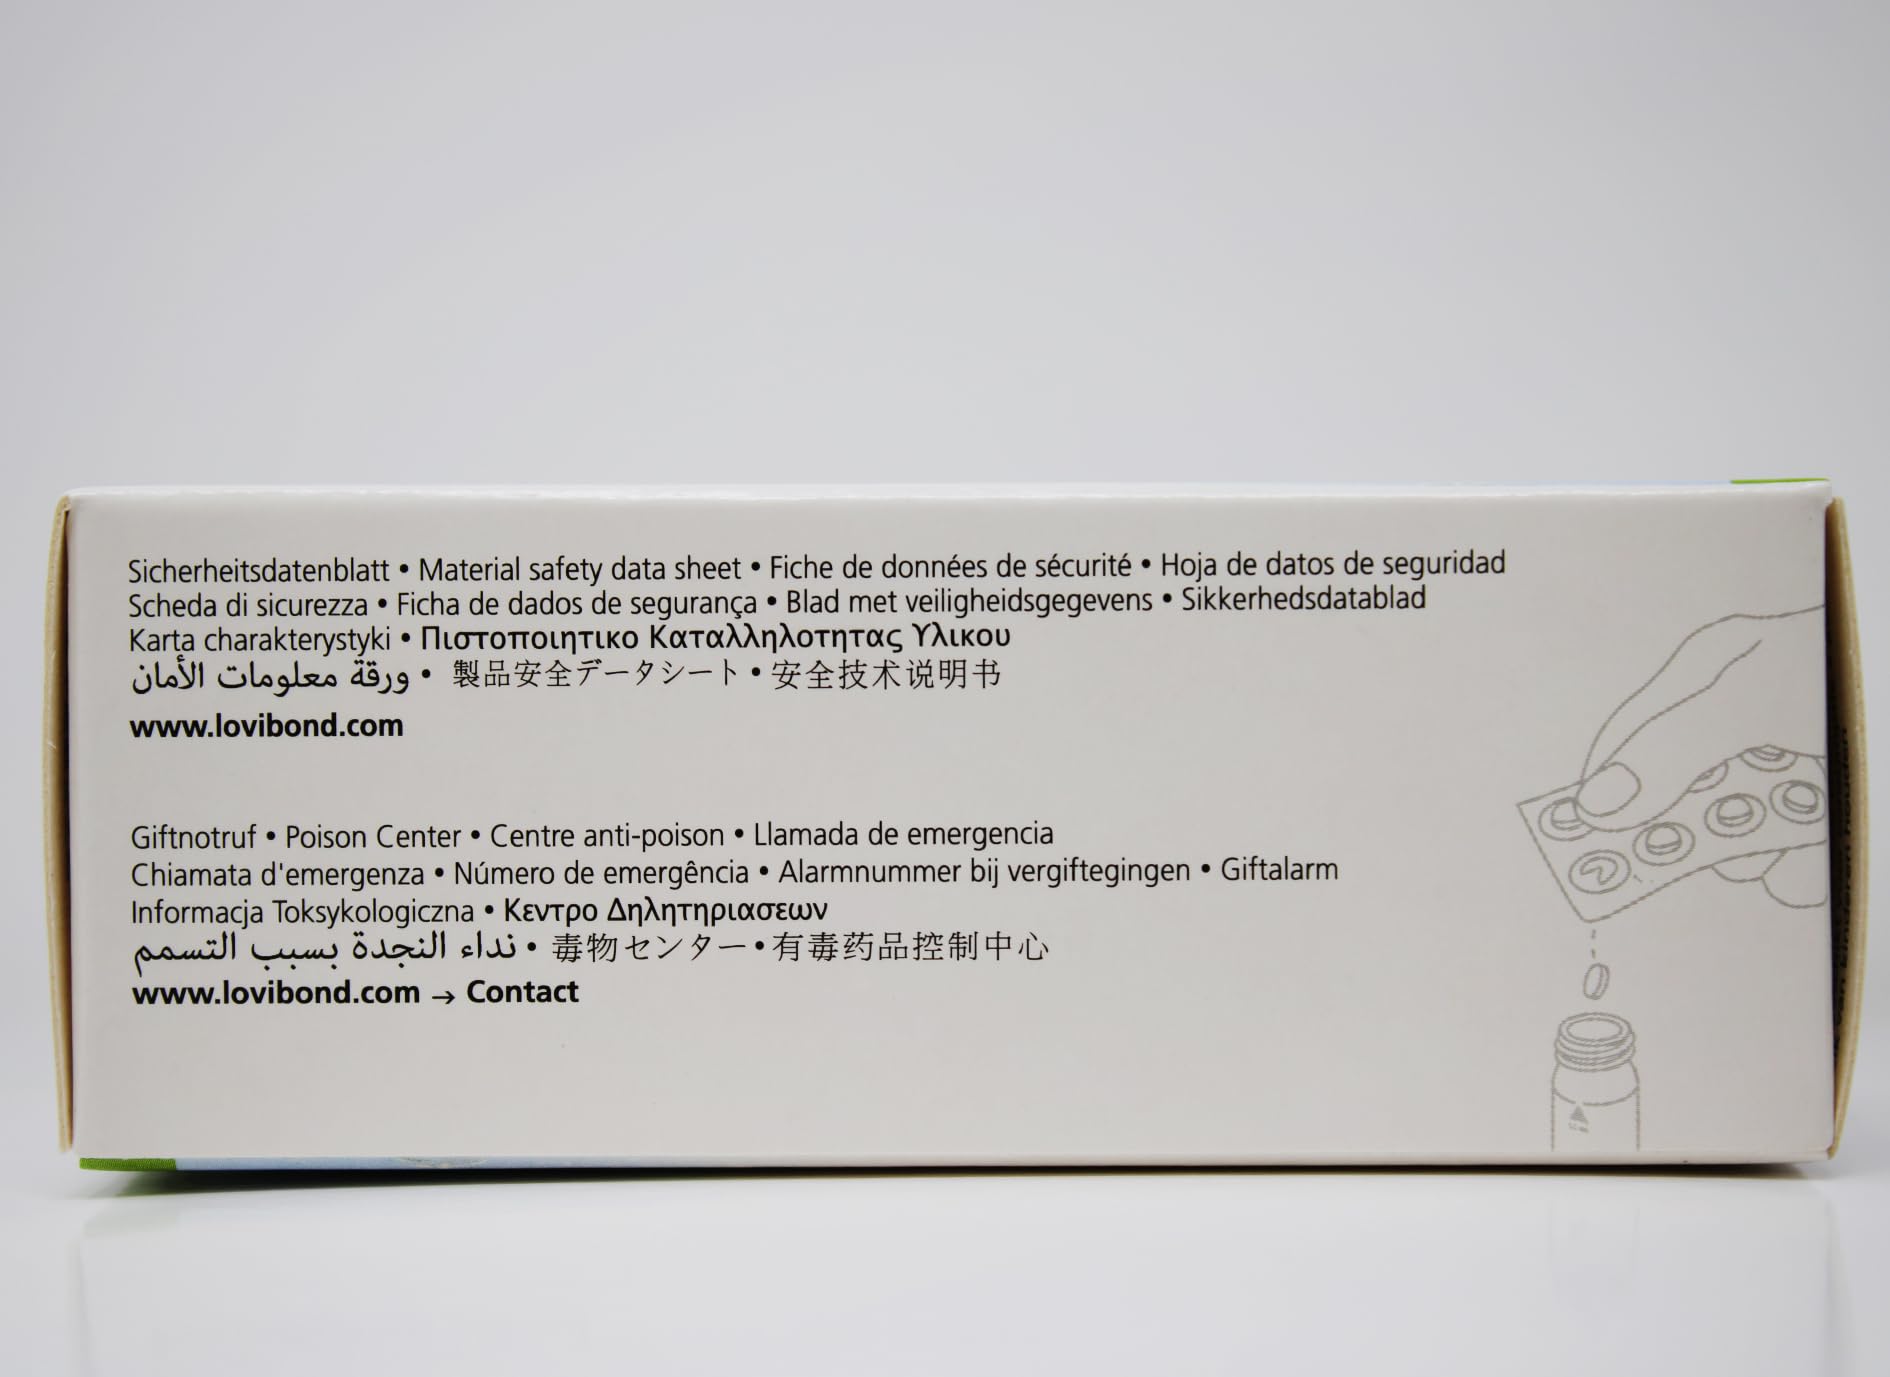 Sicherheitsdatenblatt • Material safety data sheet • Fiche de données de sécurité • Hoja de datos de seguridad
Scheda di sicurezza • Ficha de dados de segurança • Blad met veiligheidsgegevens • Sikkerhedsdatablad
Karta charakterystyki • Πιστοποιητικο Καταλληλοτητας Υλικου
ورقة معلومات الأمان • 製品安全データシート • 安全技术说明书
www.lovibond.com
Giftnotruf • Poison Center • Centre anti-poison • Llamada de emergencia
Chiamata d'emergenza • Número de emergência • Alarmnummer bij vergiftegingen • Giftalarm
Informacja Toksykologiczna • Κεντρο Δηλητηριασεων
نداء النجدة بسبب التسمم • 毒物センター • 有毒药品控制中心
www.lovibond.com → Contact